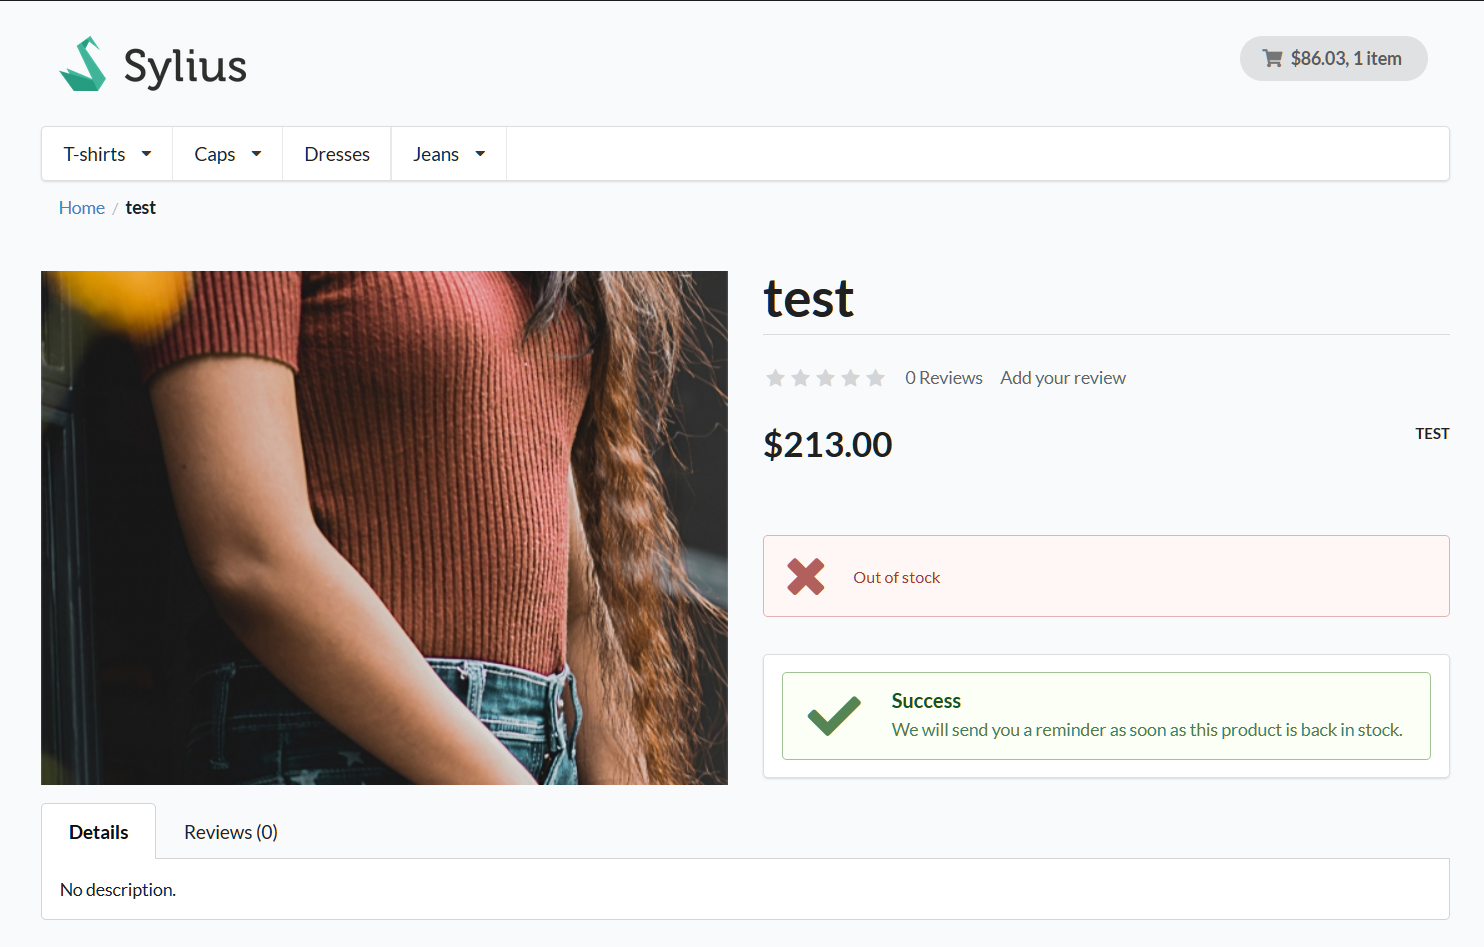 Sylius
$86.03, 1 item
T-shirts Caps Dresses Jeans
Home / test
test
0 Reviews Add your review
$213.00
TEST
Out of stock
Success
We will send you a reminder as soon as this product is back in stock.
Details Reviews (0)
No description.